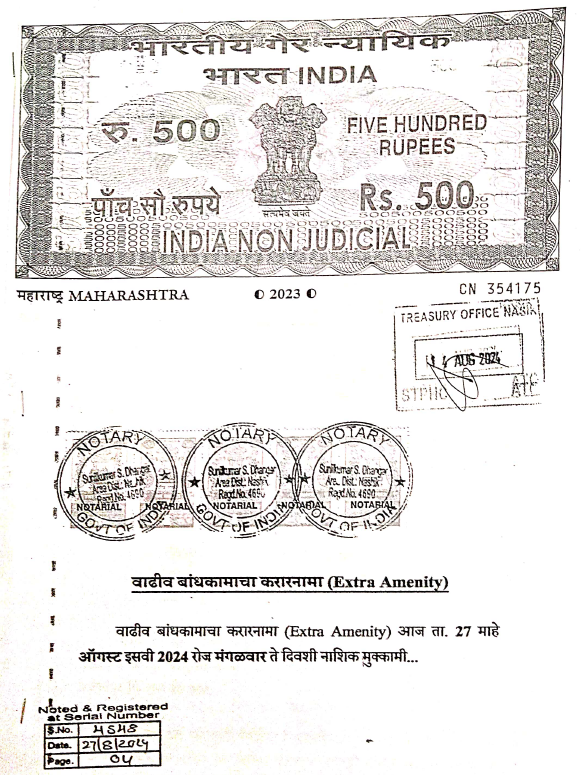 भारतीय गैर न्यायिक
भारत INDIA
रु. 500
FIVE HUNDRED
RUPEES
सत्यमेव जयते
पाँच सौ रुपये
Rs. 500
INDIA NON JUDICIAL
महाराष्ट्र MAHARASHTRA
2023
CN 354175
TREASURY OFFICE NASIK
14 AUG 2024
NOTARY
Sunilkumar S. Dhangar
Area Dist. Nashik
Regd.No. 4690
NOTARIAL
GOVT OF INDIA
NOTARY
Sunilkumar S. Dhangar
Area Dist: Nashik
Regd.No. 4690
NOTARIAL
GOVT OF INDIA
NOTARY
Sunilkumar S. Dhangar
Area Dist: Nashik
Regd.No. 4690
NOTARIAL
GOVT OF INDIA
NOTARIAL
NOTARIAL
वाढीव बांधकामाचा करारनामा (Extra Amenity)
वाढीव बांधकामाचा करारनामा (Extra Amenity) आज ता. 27 माहे
ऑगस्ट इसवी 2024 रोज मंगळवार ते दिवशी नाशिक मुक्कामी...
Noted & Registered
at Serial Number
S.No. 4548
Date. 27/8/2024
Page. 04